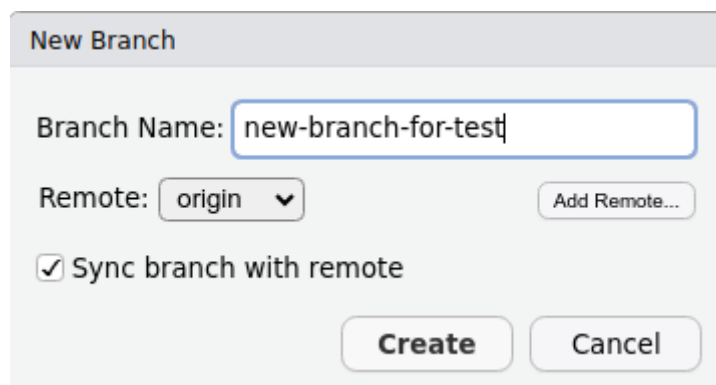 New Branch
Branch Name: new-branch-for-test
Remote: origin Add Remote...
Sync branch with remote
Create Cancel